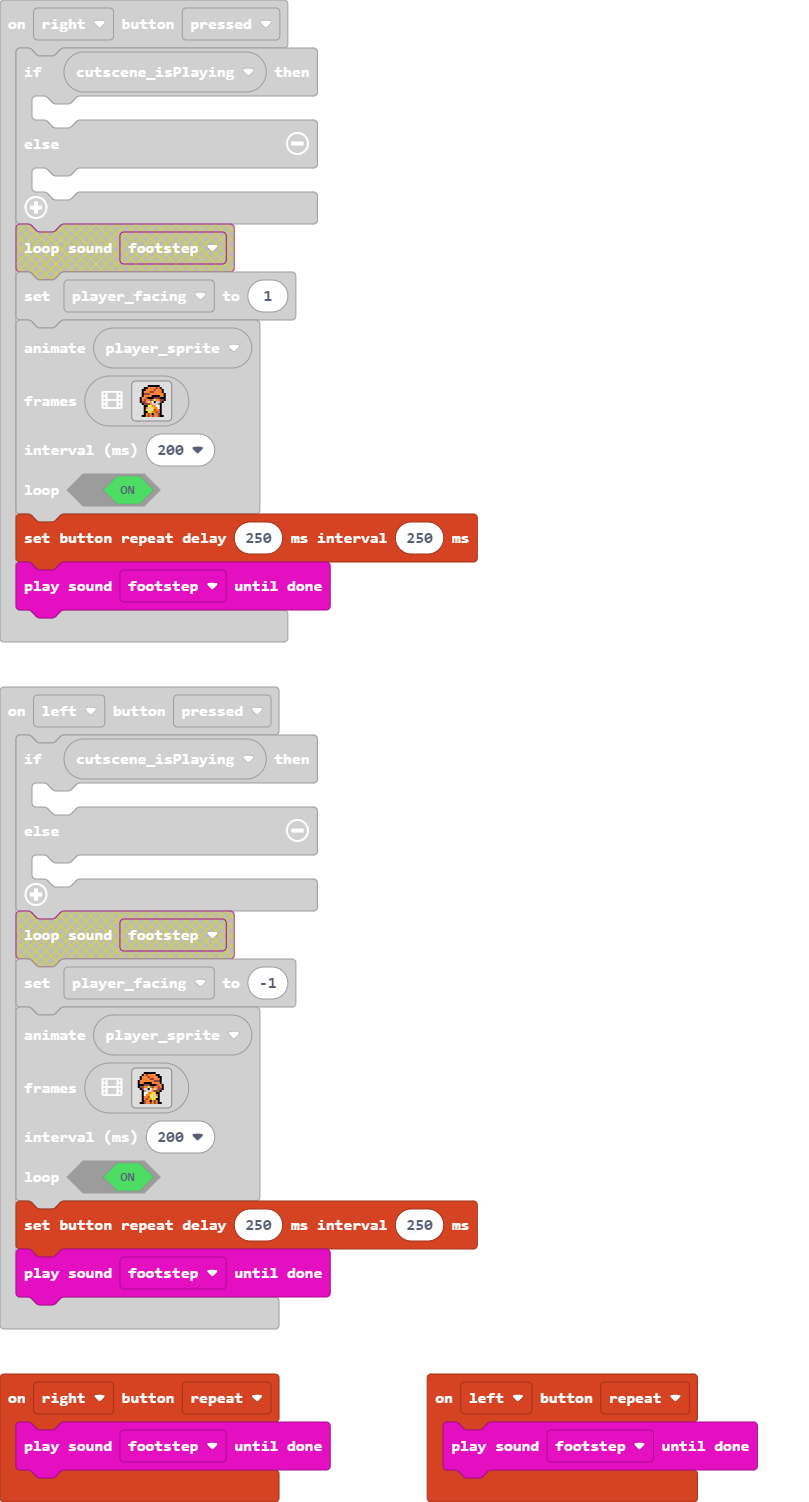 on right button pressed
if cutscene_isPlaying then
else
loop sound footstep
set player_facing to 1
animate player_sprite
frames
interval (ms) 200
loop ON
set button repeat delay 250 ms interval 250 ms
play sound footstep until done
on left button pressed
if cutscene_isPlaying then
else
loop sound footstep
set player_facing to -1
animate player_sprite
frames
interval (ms) 200
loop ON
set button repeat delay 250 ms interval 250 ms
play sound footstep until done
on right button repeat
play sound footstep until done
on left button repeat
play sound footstep until done